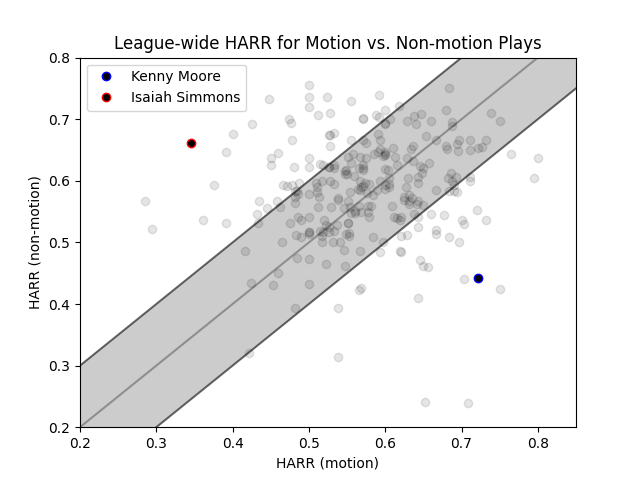 League-wide HARR for Motion vs. Non-motion Plays
Kenny Moore
Isaiah Simmons
0.8
0.7
0.6
0.5
0.4
0.3
0.2
HARR (non-motion)
0.2 0.3 0.4 0.5 0.6 0.7 0.8
HARR (motion)